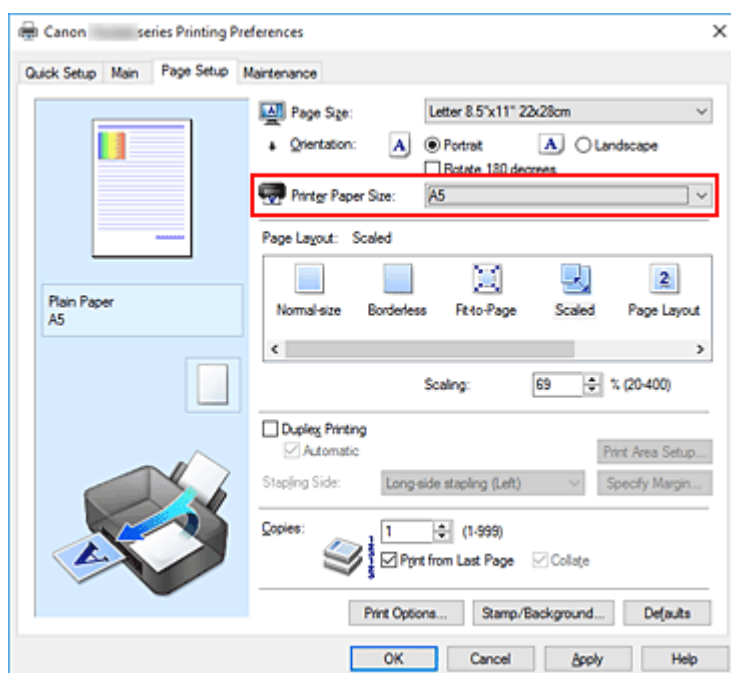 Canon series Printing Preferences
Quick Setup Main Page Setup Maintenance
Page Size: Letter 8.5"x11" 22x28cm
Orientation: A Portrait A Landscape
Rotate 180 degrees
Printer Paper Size: A5
Page Layout: Scaled
2
Normal-size Borderless Fit-to-Page Scaled Page Layout
Plain Paper
A5
Scaling: 69 % (20-400)
Duplex Printing
Automatic Print Area Setup...
Stapling Side: Long-side stapling (Left) Specify Margin...
Copies: 1 (1-999)
Print from Last Page Collate
A
Print Options... Stamp/Background... Defaults
OK Cancel Apply Help